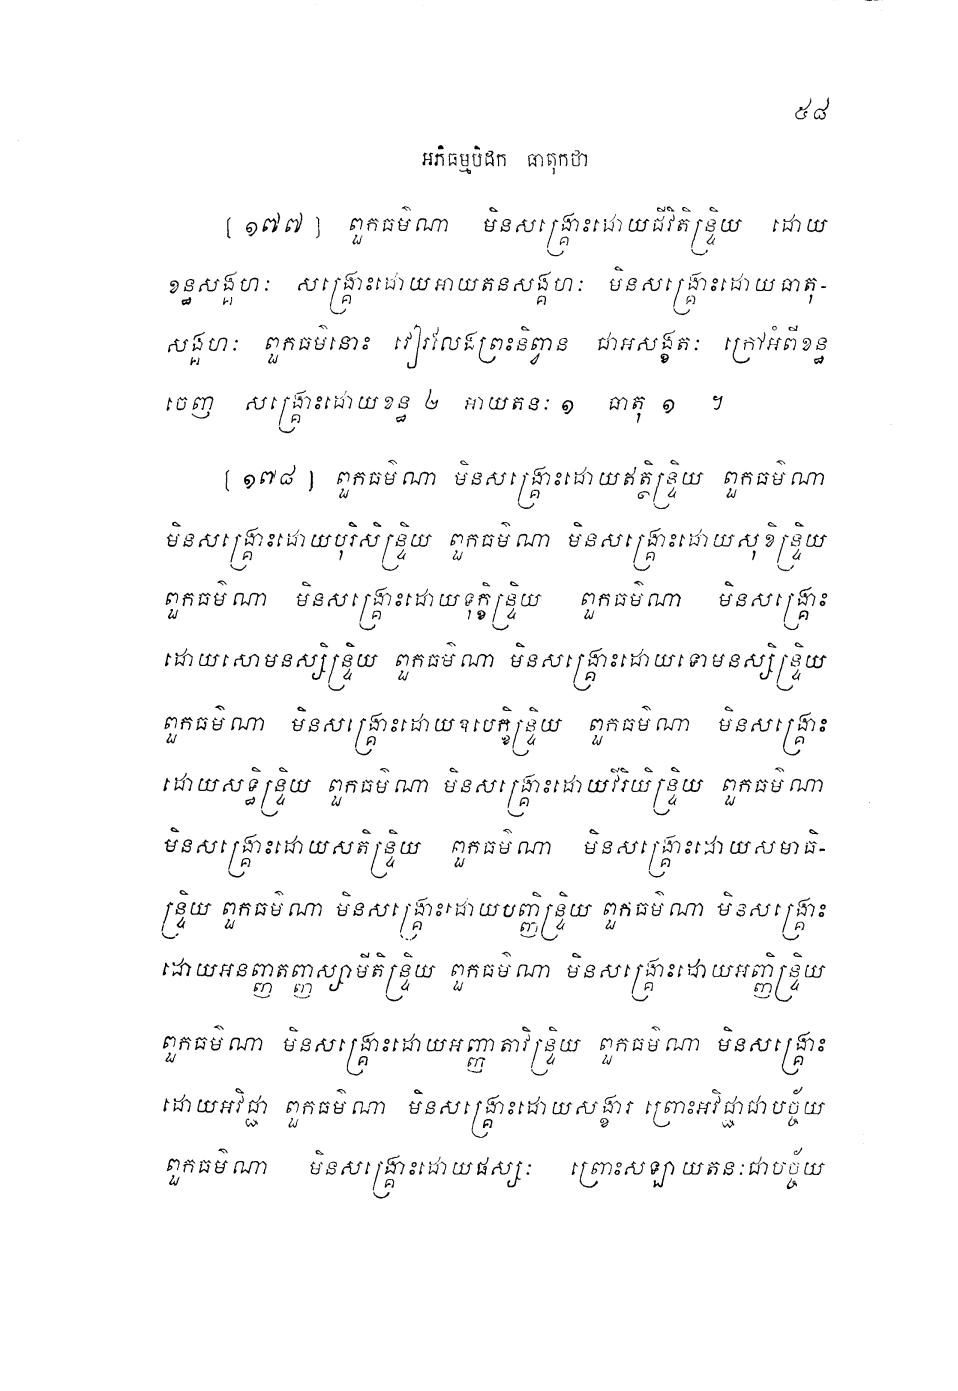 ៥៨
អភិធម្មបិដក ធាតុកថា
[១៧៧] ពួកធម៌ណា មិនសង្គ្រោះដោយជីវិតិន្ទ្រិយ ដោយ
ខន្ធសង្គហៈ សង្គ្រោះដោយអាយតនសង្គហៈ មិនសង្គ្រោះដោយធាតុ-
សង្គហៈ ពួកធម៌នោះ វៀរលែងព្រះនិព្វាន ជាអសង្ខតៈ ក្រៅអំពីខន្ធ
ចេញ សង្គ្រោះដោយខន្ធ ២ អាយតនៈ ១ ធាតុ ១ ។
[១៧៨] ពួកធម៌ណា មិនសង្គ្រោះដោយឥត្ថិន្ទ្រិយ ពួកធម៌ណា
មិនសង្គ្រោះដោយបុរិសិន្ទ្រិយ ពួកធម៌ណា មិនសង្គ្រោះដោយសុខិន្ទ្រិយ
ពួកធម៌ណា មិនសង្គ្រោះដោយទុក្ខិន្ទ្រិយ ពួកធម៌ណា មិនសង្គ្រោះ
ដោយសោមនស្សិន្ទ្រិយ ពួកធម៌ណា មិនសង្គ្រោះដោយទោមនស្សិន្ទ្រិយ
ពួកធម៌ណា មិនសង្គ្រោះដោយឧបេក្ខិន្ទ្រិយ ពួកធម៌ណា មិនសង្គ្រោះ
ដោយសទ្ធិន្ទ្រិយ ពួកធម៌ណា មិនសង្គ្រោះដោយវីរិយិន្ទ្រិយ ពួកធម៌ណា
មិនសង្គ្រោះដោយសតិន្ទ្រិយ ពួកធម៌ណា មិនសង្គ្រោះដោយសមាធិ-
ន្ទ្រិយ ពួកធម៌ណា មិនសង្គ្រោះដោយបញ្ញិន្ទ្រិយ ពួកធម៌ណា មិនសង្គ្រោះ
ដោយអនញ្ញាតញ្ញស្សាមីតិន្ទ្រិយ ពួកធម៌ណា មិនសង្គ្រោះដោយអញ្ញិន្ទ្រិយ
ពួកធម៌ណា មិនសង្គ្រោះដោយអញ្ញាតាវិន្ទ្រិយ ពួកធម៌ណា មិនសង្គ្រោះ
ដោយអវិជ្ជា ពួកធម៌ណា មិនសង្គ្រោះដោយសង្ខារ ព្រោះអវិជ្ជាជាបច្ច័យ
ពួកធម៌ណា មិនសង្គ្រោះដោយផស្សៈ ព្រោះសឡាយតនៈជាបច្ច័យ